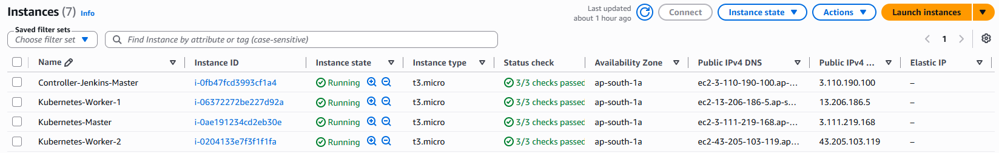 Instances (7) Info
Last updated
about 1 hour ago
Connect
Instance state
Actions
Launch instances
Saved filter sets
Choose filter set
Find Instance by attribute or tag (case-sensitive)
1
Name Instance ID Instance state Instance type Status check Availability Zone Public IPv4 DNS Public IPv4 ... Elastic IP
Controller-Jenkins-Master i-0fb47fcd3993cf1a4 Running t3.micro 3/3 checks passed ap-south-1a ec2-3-110-190-100.ap-... 3.110.190.100 –
Kubernetes-Worker-1 i-06372272be227d92a Running t3.micro 3/3 checks passed ap-south-1a ec2-13-206-186-5.ap-s... 13.206.186.5 –
Kubernetes-Master i-0ae191234cd2eb30e Running t3.micro 3/3 checks passed ap-south-1a ec2-3-111-219-168.ap-... 3.111.219.168 –
Kubernetes-Worker-2 i-0204133e7f3f1f1fa Running t3.micro 3/3 checks passed ap-south-1a ec2-43-205-103-119.ap... 43.205.103.119 –